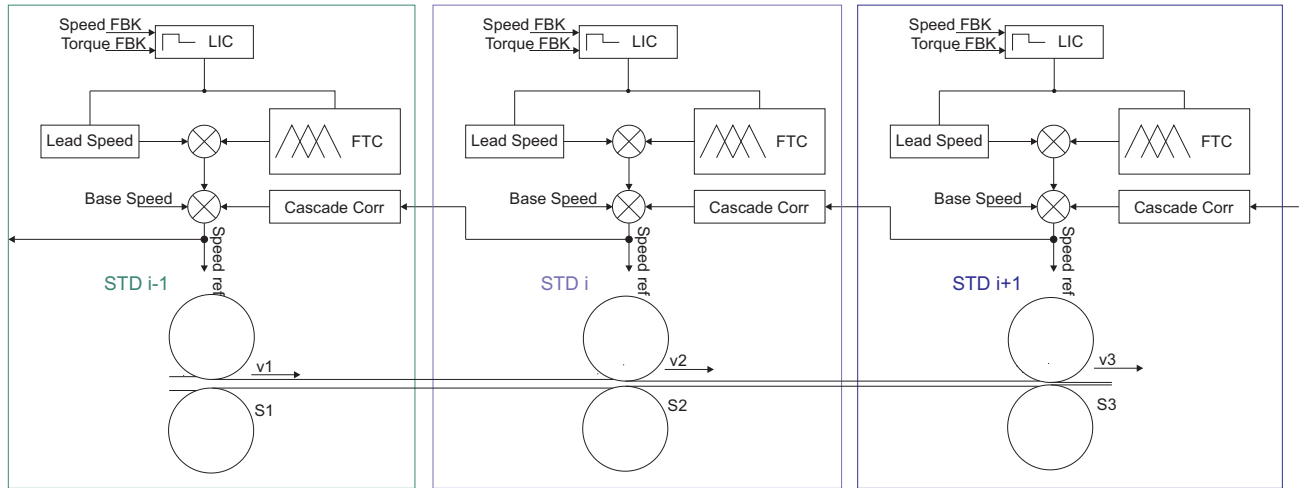 Speed FBK
Torque FBK
LIC
Lead Speed
FTC
Base Speed
Cascade Corr
Speed ref
STD i-1
v1
S1
Speed FBK
Torque FBK
LIC
Lead Speed
FTC
Base Speed
Cascade Corr
Speed ref
STD i
v2
S2
Speed FBK
Torque FBK
LIC
Lead Speed
FTC
Base Speed
Cascade Corr
Speed ref
STD i+1
v3
S3